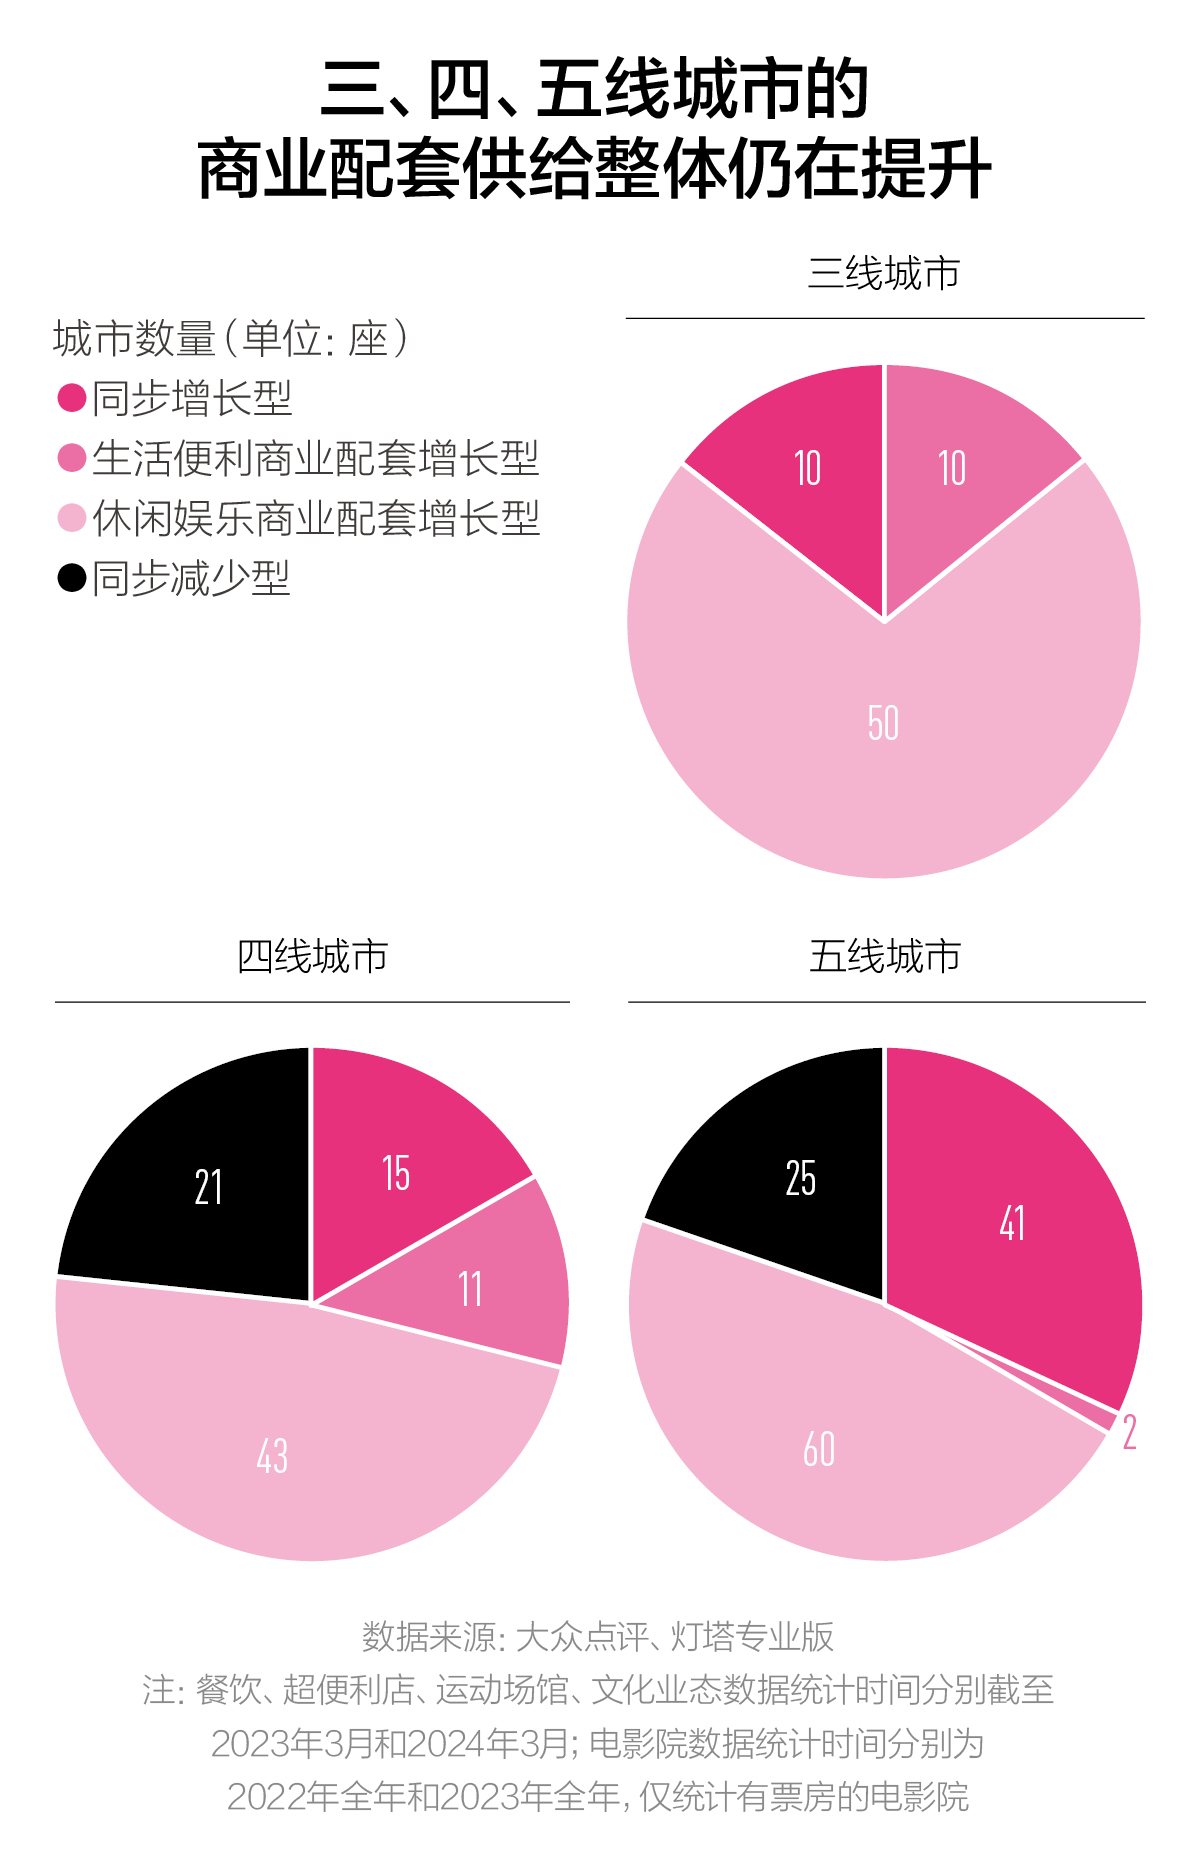 三、四、五线城市的
商业配套供给整体仍在提升
城市数量（单位：座）
同步增长型
生活便利商业配套增长型
休闲娱乐商业配套增长型
同步减少型
三线城市
10
10
50
四线城市
21
15
11
43
五线城市
25
41
2
60
数据来源：大众点评、灯塔专业版
注：餐饮、超便利店、运动场馆、文化业态数据统计时间分别截至
2023年3月和2024年3月；电影院数据统计时间分别为
2022年全年和2023年全年，仅统计有票房的电影院